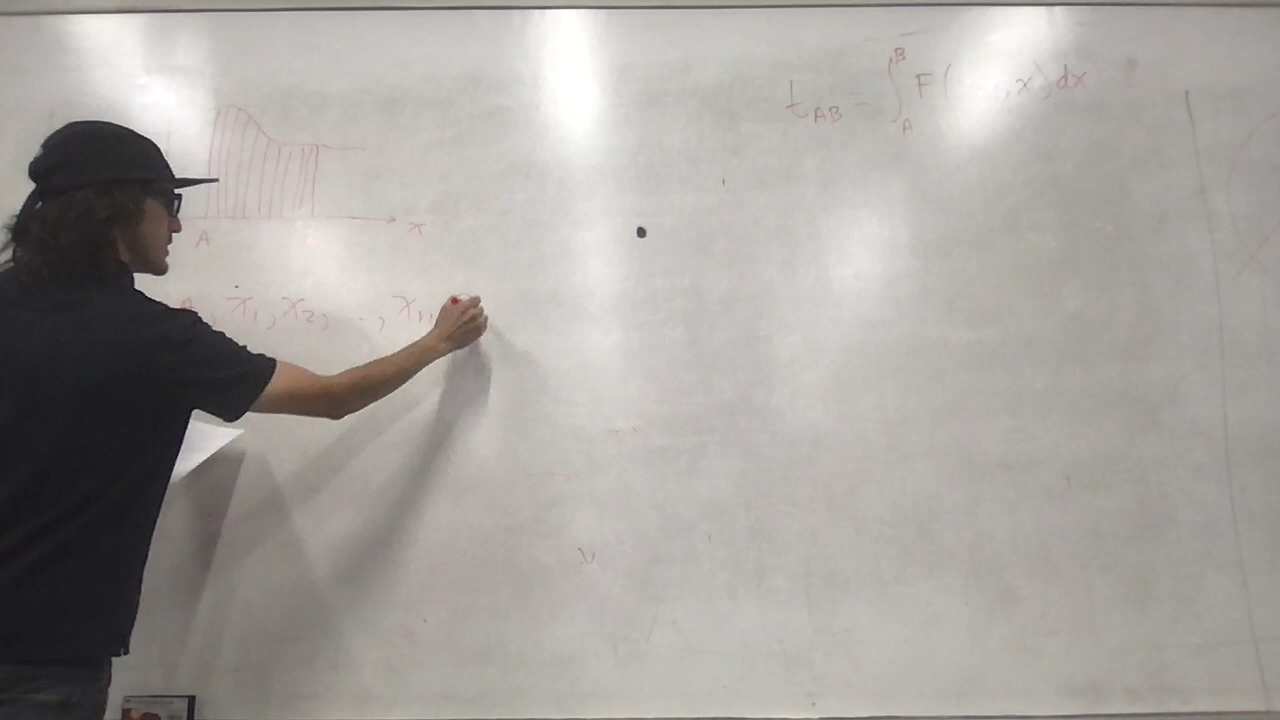 t_AB = ∫_A^B F( , x) dx
A
x
, x₁, x₂, .., x